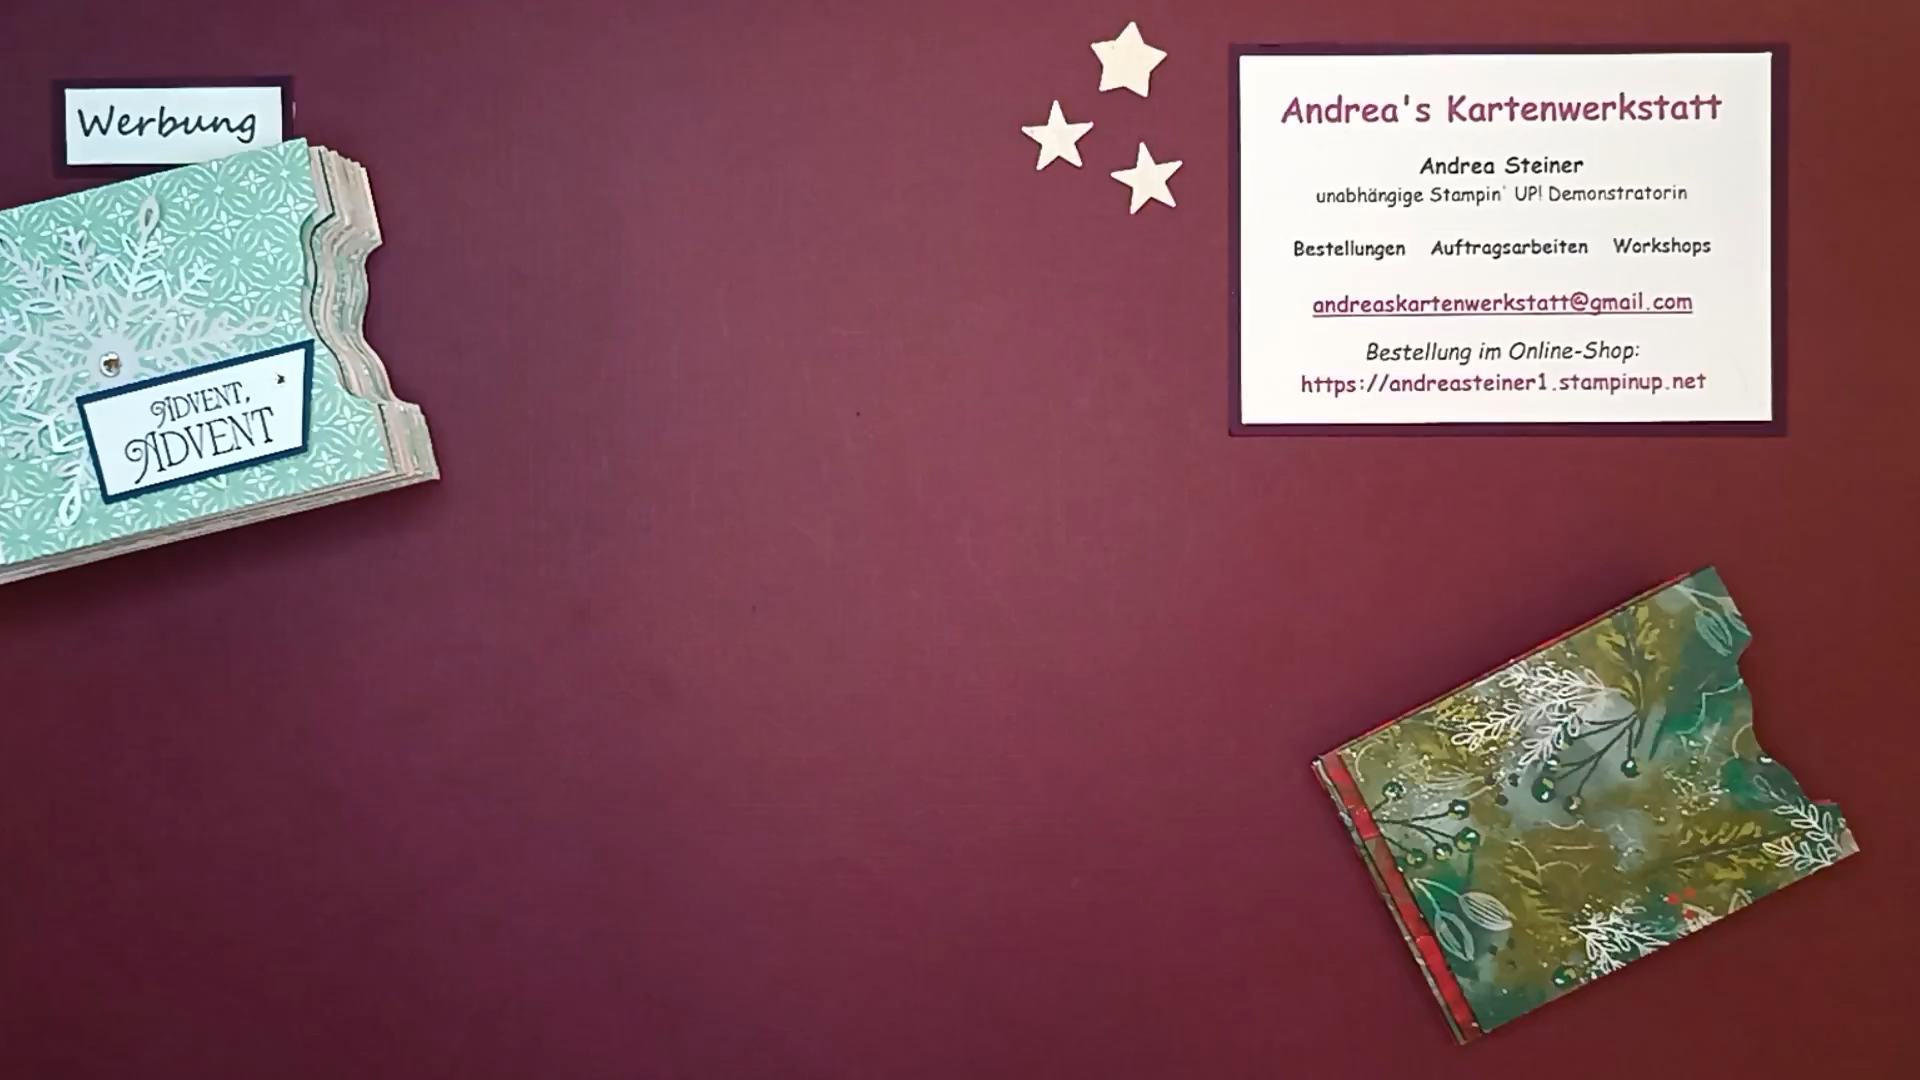 Werbung
ADVENT,
ADVENT
Andrea's Kartenwerkstatt
Andrea Steiner
unabhängige Stampin' UP! Demonstratorin
Bestellungen Auftragsarbeiten Workshops
andreaskartenwerkstatt@gmail.com
Bestellung im Online-Shop:
https://andreasteiner1.stampinup.net